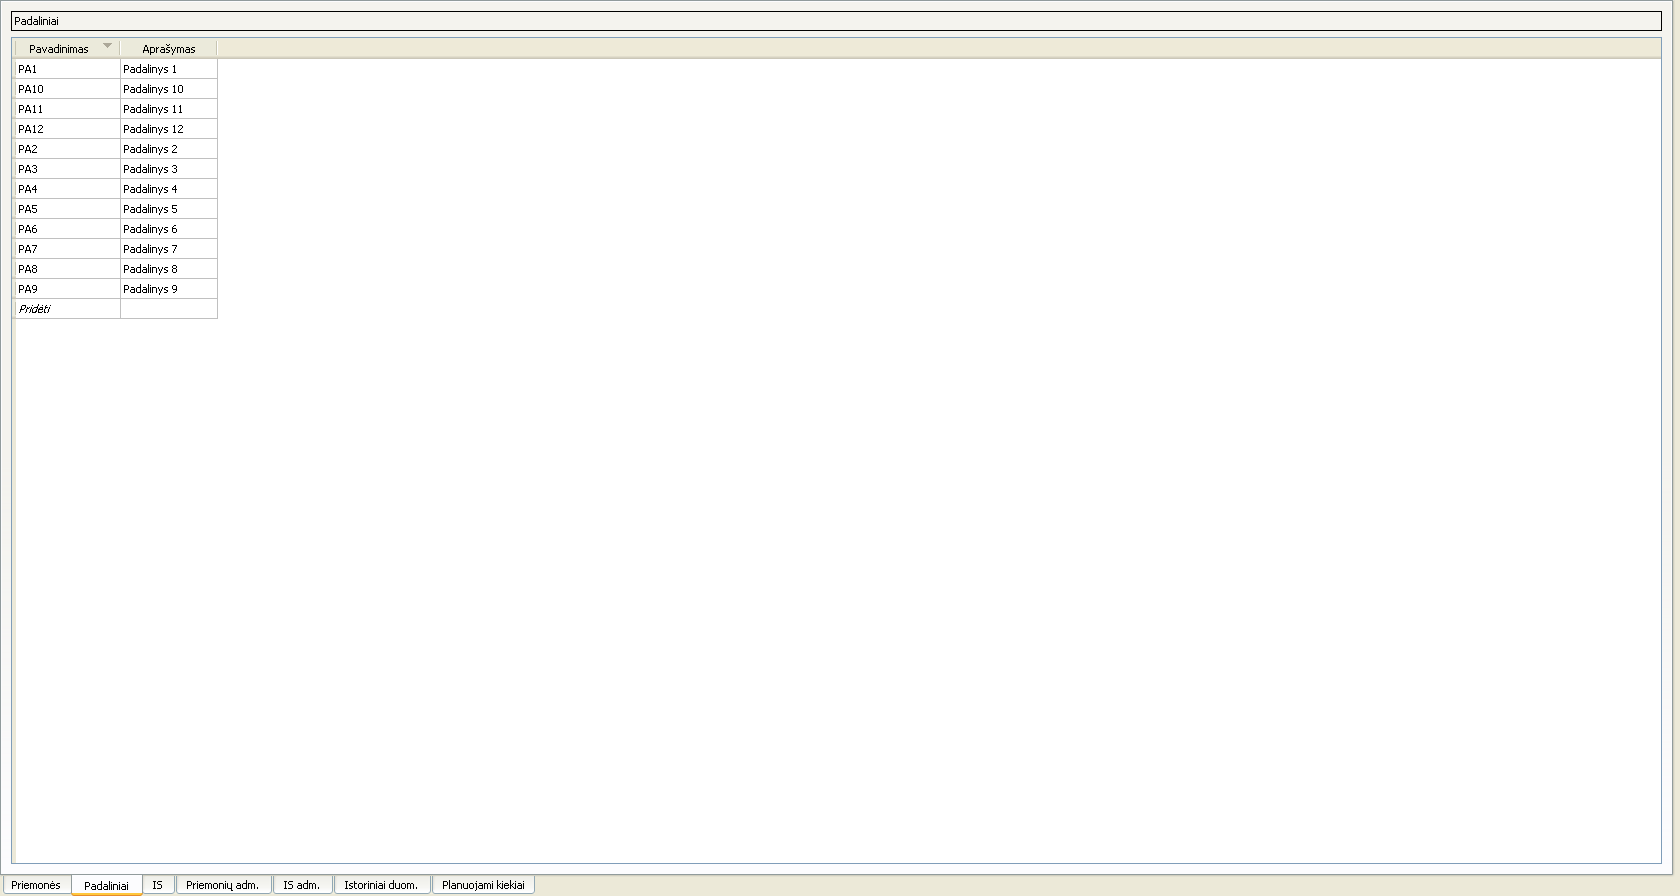 Padaliniai
Pavadinimas Aprašymas
PA1 Padalinys 1
PA10 Padalinys 10
PA11 Padalinys 11
PA12 Padalinys 12
PA2 Padalinys 2
PA3 Padalinys 3
PA4 Padalinys 4
PA5 Padalinys 5
PA6 Padalinys 6
PA7 Padalinys 7
PA8 Padalinys 8
PA9 Padalinys 9
Pridėti
Priemonės Padaliniai IS Priemonių adm. IS adm. Istoriniai duom. Planuojami kiekiai